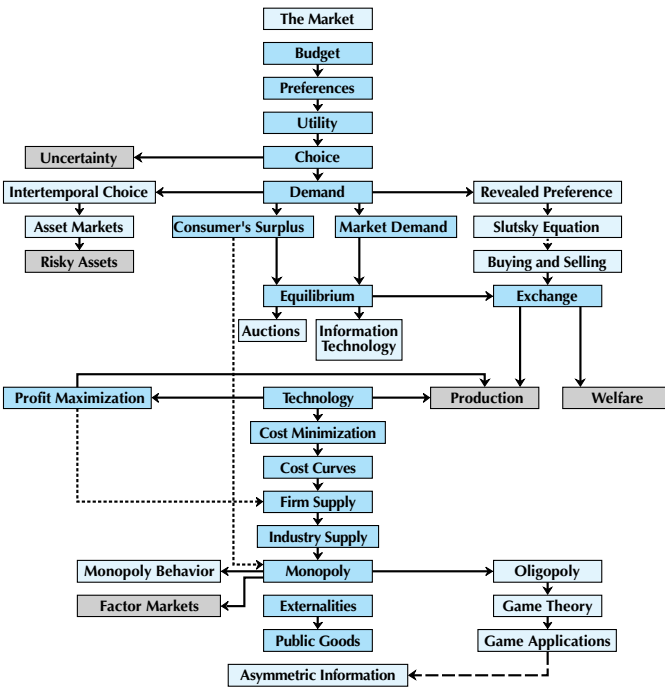 The Market
Budget
Preferences
Utility
Uncertainty
Choice
Intertemporal Choice
Demand
Revealed Preference
Asset Markets
Consumer's Surplus
Market Demand
Slutsky Equation
Risky Assets
Buying and Selling
Equilibrium
Exchange
Auctions
Information
Technology
Profit Maximization
Technology
Production
Welfare
Cost Minimization
Cost Curves
Firm Supply
Industry Supply
Monopoly Behavior
Monopoly
Oligopoly
Factor Markets
Externalities
Game Theory
Public Goods
Game Applications
Asymmetric Information